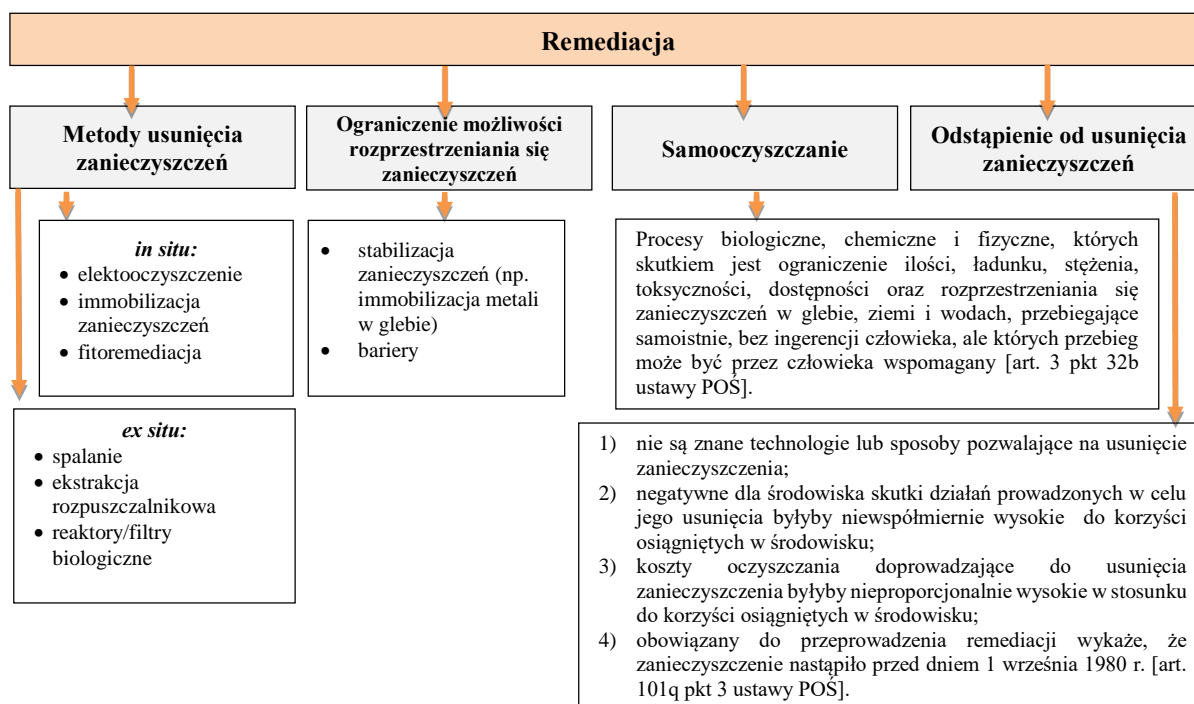 Remediacja
Metody usunięcia
zanieczyszczeń
Ograniczenie możliwości
rozprzestrzeniania się
zanieczyszczeń
Samooczyszczanie
Odstąpienie od usunięcia
zanieczyszczeń
in situ:
• elektooczyszczenie
• immobilizacja
zanieczyszczeń
• fitoremediacja
• stabilizacja
zanieczyszczeń (np.
immobilizacja metali
w glebie)
• bariery
Procesy biologiczne, chemiczne i fizyczne, których
skutkiem jest ograniczenie ilości, ładunku, stężenia,
toksyczności, dostępności oraz rozprzestrzeniania się
zanieczyszczeń w glebie, ziemi i wodach, przebiegające
samoistnie, bez ingerencji człowieka, ale których przebieg
może być przez człowieka wspomagany [art. 3 pkt 32b
ustawy POŚ].
ex situ:
• spalanie
• ekstrakcja
rozpuszczalnikowa
• reaktory/filtry
biologiczne
1) nie są znane technologie lub sposoby pozwalające na usunięcie
zanieczyszczenia;
2) negatywne dla środowiska skutki działań prowadzonych w celu
jego usunięcia byłyby niewspółmiernie wysokie do korzyści
osiągniętych w środowisku;
3) koszty oczyszczania doprowadzające do usunięcia
zanieczyszczenia byłyby nieproporcjonalnie wysokie w stosunku
do korzyści osiągniętych w środowisku;
4) obowiązany do przeprowadzenia remediacji wykaże, że
zanieczyszczenie nastąpiło przed dniem 1 września 1980 r. [art.
101q pkt 3 ustawy POŚ].